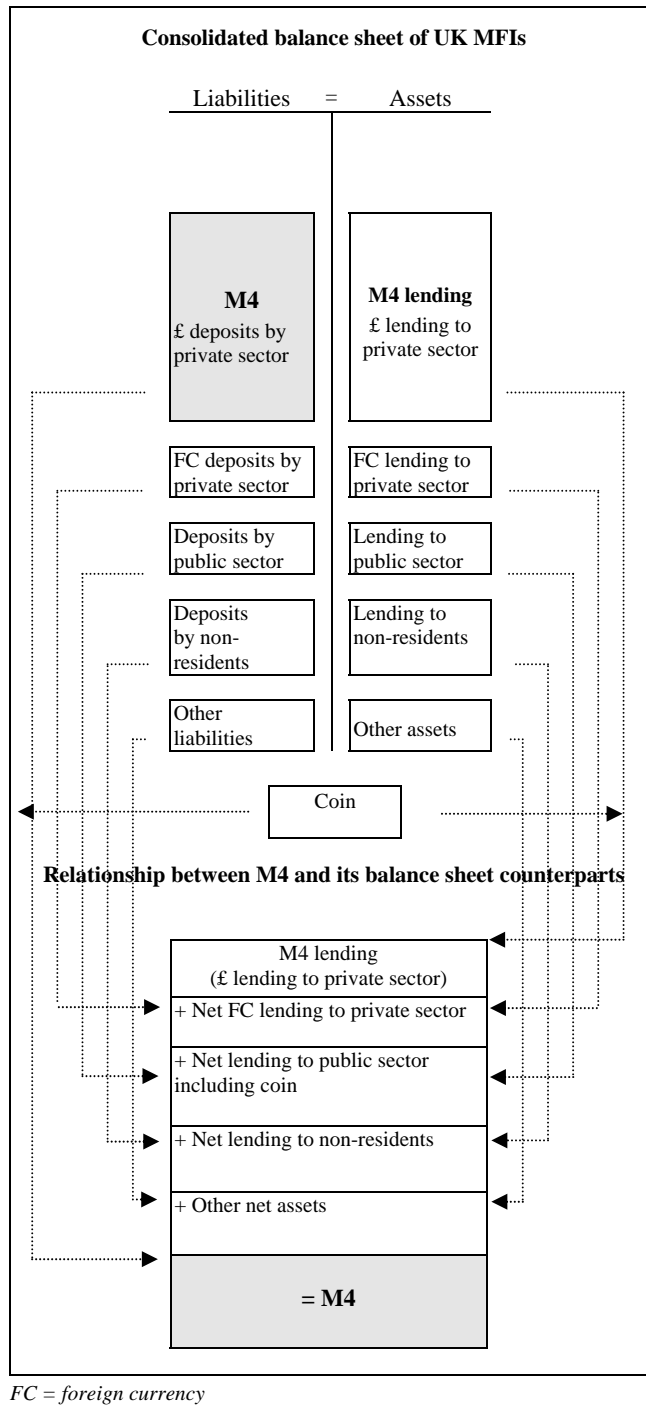 Consolidated balance sheet of UK MFIs
Liabilities = Assets
M4
£ deposits by
private sector
M4 lending
£ lending to
private sector
FC deposits by
private sector
FC lending to
private sector
Deposits by
public sector
Lending to
public sector
Deposits
by non-
residents
Lending to
non-residents
Other
liabilities
Other assets
Coin
Relationship between M4 and its balance sheet counterparts
M4 lending
(£ lending to private sector)
+ Net FC lending to private sector
+ Net lending to public sector
including coin
+ Net lending to non-residents
+ Other net assets
= M4
FC = foreign currency